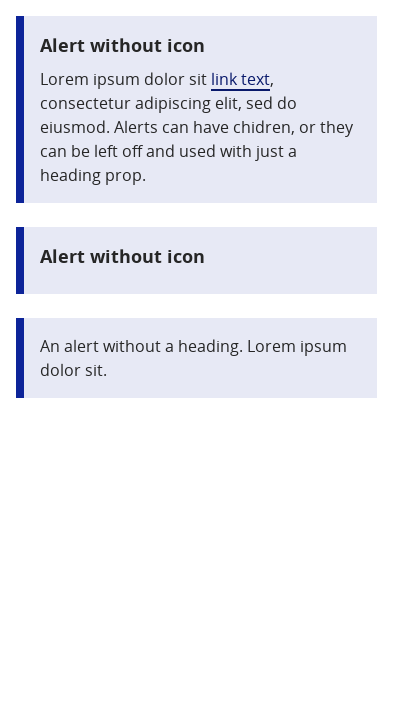 Alert without icon
Lorem ipsum dolor sit link text,
consectetur adipiscing elit, sed do
eiusmod. Alerts can have chidren, or they
can be left off and used with just a
heading prop.
Alert without icon
An alert without a heading. Lorem ipsum
dolor sit.